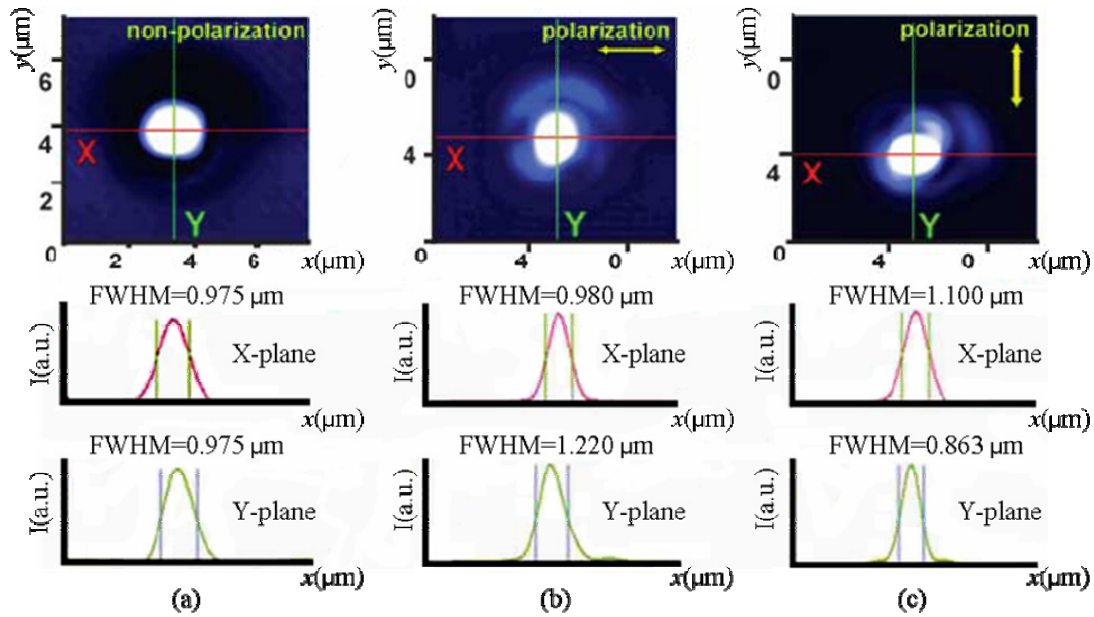 y(μm)
non-polarization
6
4
2
0
2
4
6
x(μm)
X
Y
y(μm)
polarization
0
4
4
0
x(μm)
X
Y
y(μm)
polarization
0
4
4
0
x(μm)
X
Y
FWHM=0.975 μm
I(a.u.)
X-plane
x(μm)
FWHM=0.980 μm
I(a.u.)
X-plane
x(μm)
FWHM=1.100 μm
I(a.u.)
X-plane
x(μm)
FWHM=0.975 μm
I(a.u.)
Y-plane
x(μm)
FWHM=1.220 μm
I(a.u.)
Y-plane
x(μm)
FWHM=0.863 μm
I(a.u.)
Y-plane
x(μm)
(a)
(b)
(c)